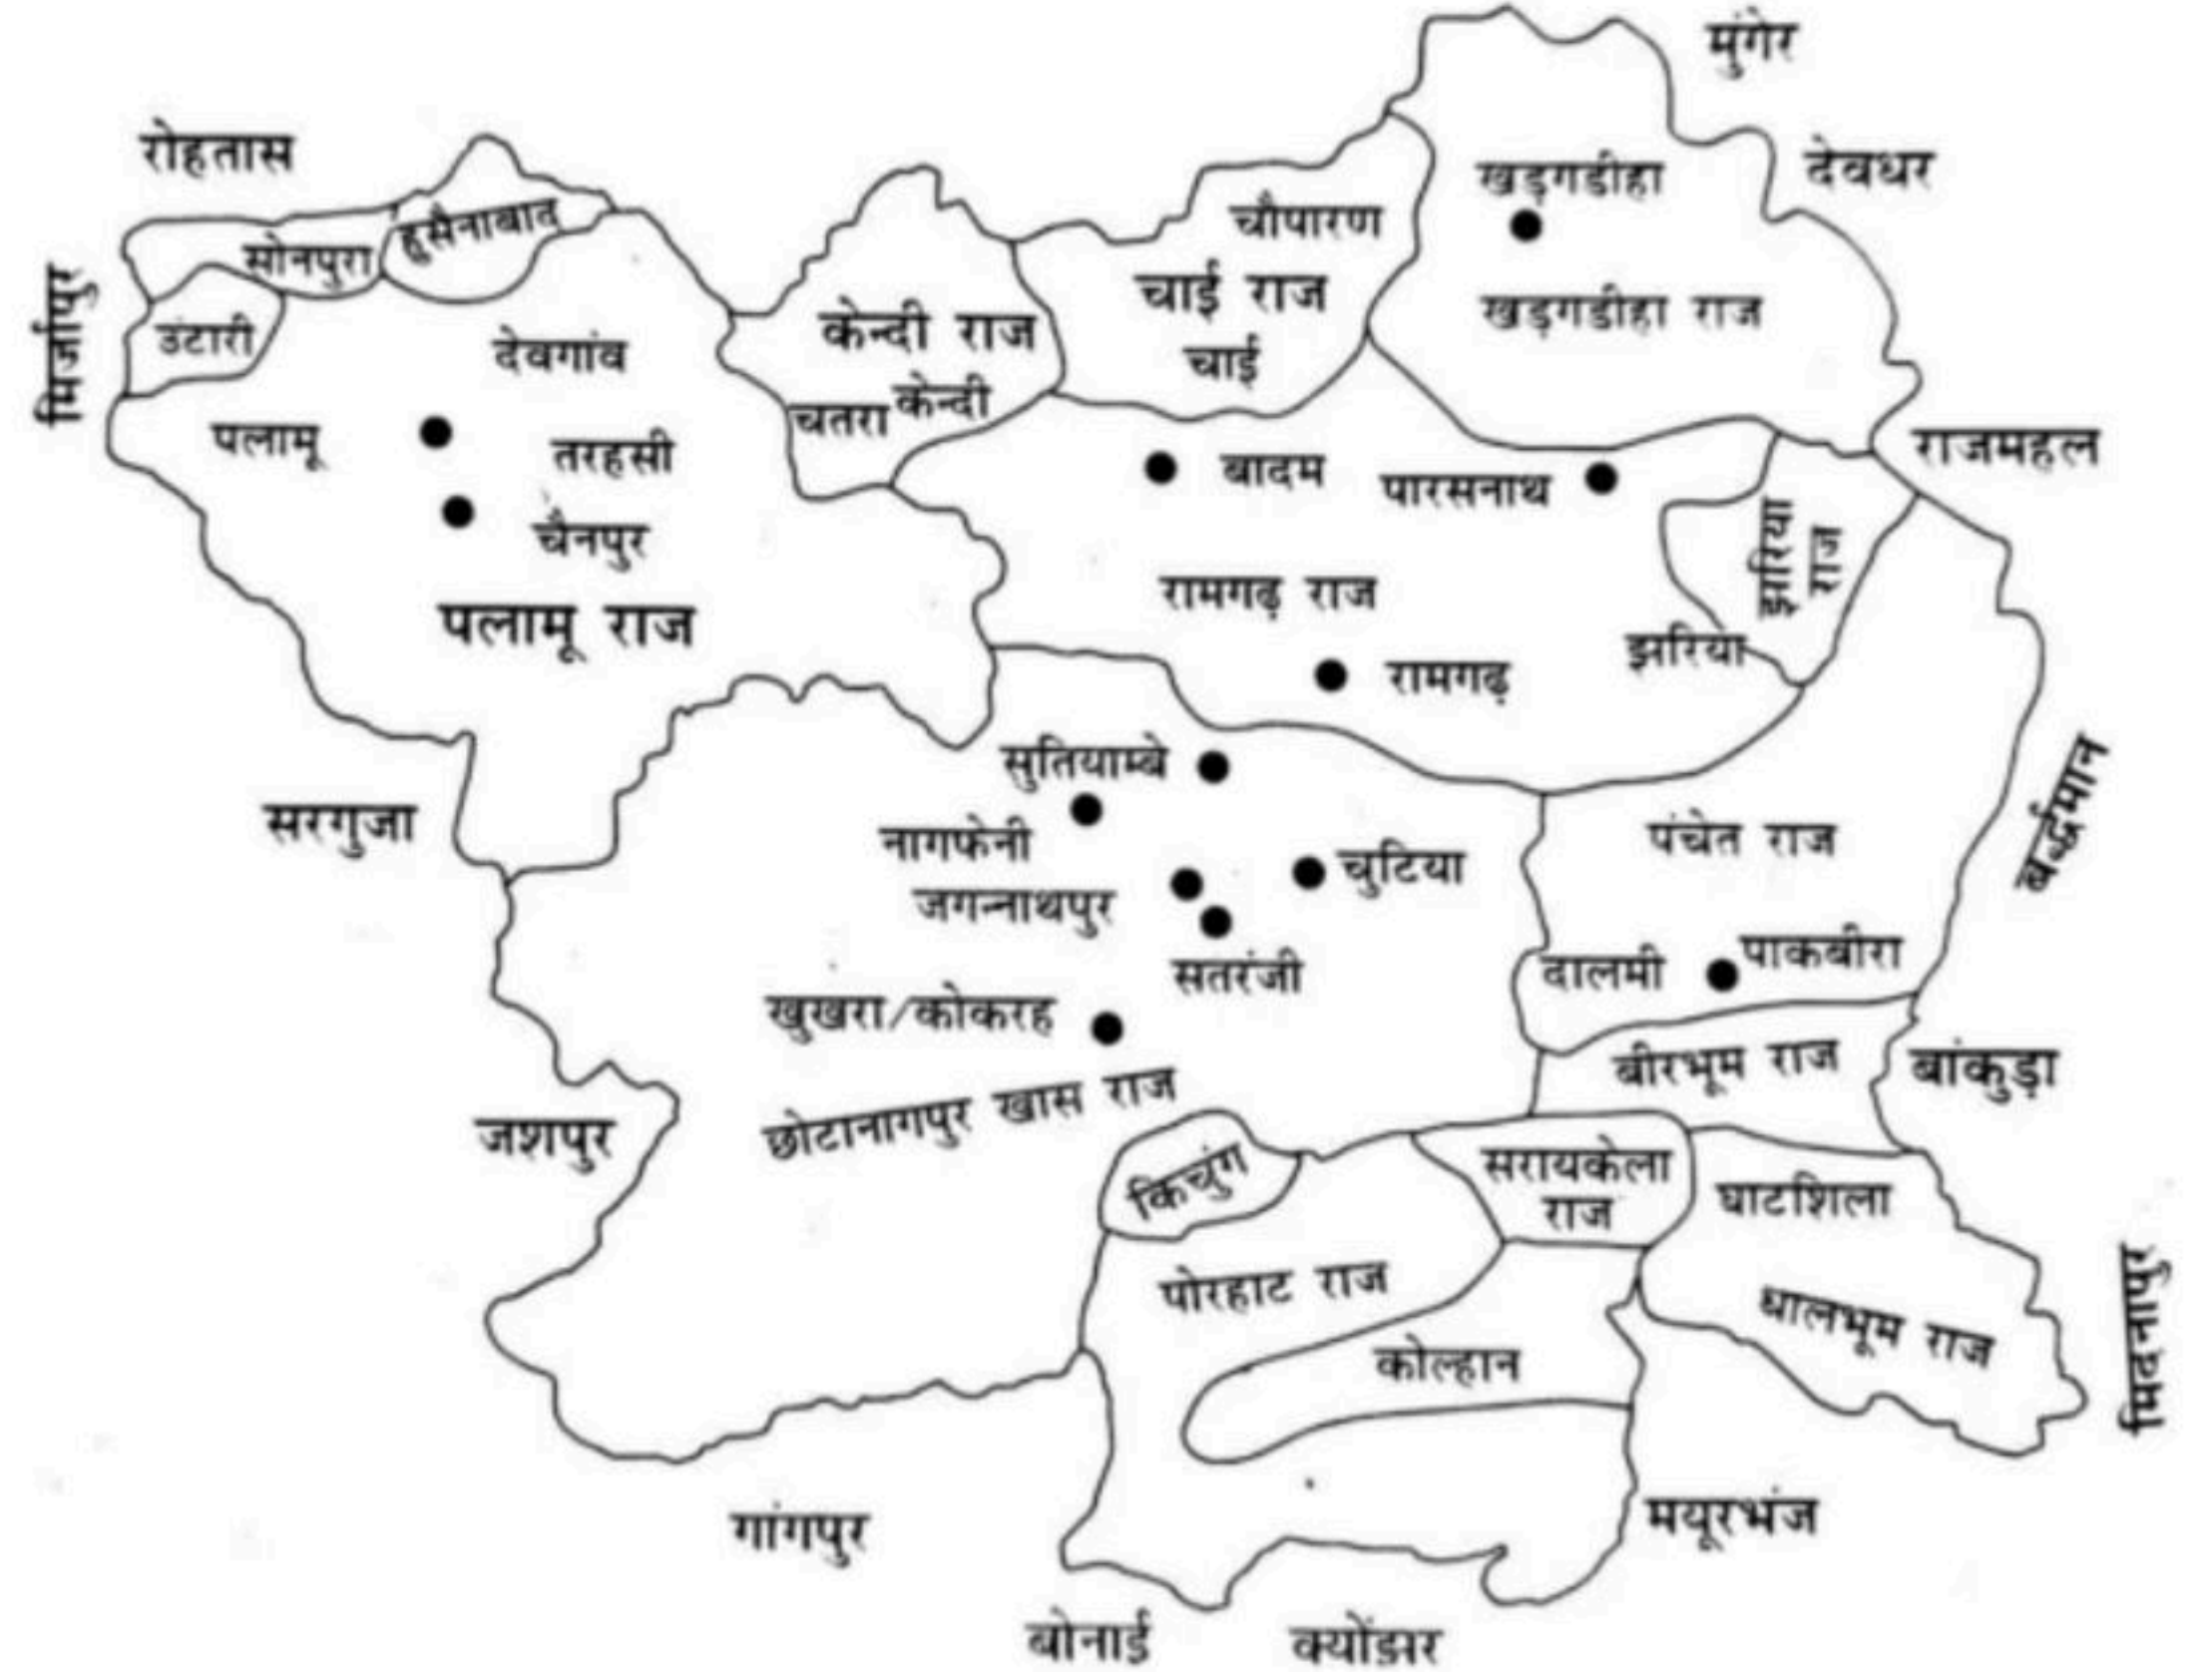 मुंगेर
रोहतास
देवधर
खड़गडीहा
चौपारण
हुसैनाबाद
सोनपुरा
मिर्जापुर
उंटारी
देवगांव
केन्दी राज
चाई राज
चाई
खड़गडीहा राज
चतरा
केन्दी
पलामू
तरहसी
चैनपुर
बादम
पारसनाथ
राजमहल
झरिया
राज
पलामू राज
रामगढ़ राज
झरिया
रामगढ़
सुतियाम्बे
सरगुजा
नागफेनी
चुटिया
पंचेत राज
बर्द्धमान
जगन्नाथपुर
सतरंजी
दालमी
पाकबीरा
खुखरा/कोकरह
बीरभूम राज
बांकुड़ा
छोटानागपुर खास राज
जशपुर
किचुंग
सरायकेला
राज
घाटशिला
पोरहाट राज
धालभूम राज
मिदनापुर
कोल्हान
गांगपुर
मयूरभंज
बोनाई
क्योंझर